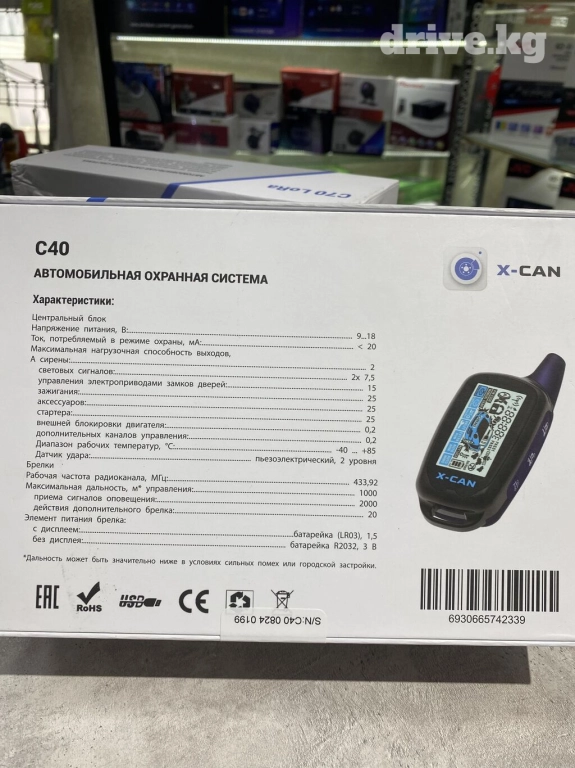 drive.kg
C70 LoRa
C40
АВТОМОБИЛЬНАЯ ОХРАННАЯ СИСТЕМА
X-CAN
Характеристики:
Центральный блок
Напряжение питания, В: 9...18
Ток, потребляемый в режиме охраны, мА: < 20
Максимальная нагрузочная способность выходов,
А сирены: 2
световых сигналов: 2х 7,5
управления электроприводами замков дверей: 15
зажигания: 25
аксессуаров: 25
стартера: 25
внешней блокировки двигателя: 0,2
дополнительных каналов управления: 0,2
Диапазон рабочих температур, °С: -40 ... +85
Датчик удара: пьезоэлектрический, 2 уровня
Брелки
Рабочая частота радиоканала, МГц: 433,92
Максимальная дальность, м* управления: 1000
приема сигналов оповещения: 2000
действия дополнительного брелка: 20
Элемент питания брелка:
с дисплеем: батарейка (LR03), 1,5
без дисплея: батарейка R2032, 3 В
*Дальность может быть значительно ниже в условиях сильных помех или городской застройки.
X-CAN
EAC
RoHS
USB
CE
S/N:C40 0824 0199
6930665742339